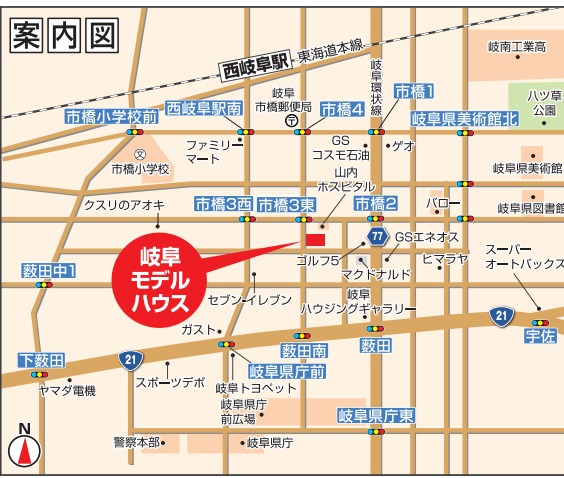 案内図
西岐阜駅
東海道本線
岐阜環状線
岐南工業高
八ツ草
公園
岐阜
市橋郵便局
市橋小学校前
西岐阜駅南
市橋4
市橋1
岐阜県美術館北
ファミリー
マート
GS
コスモ石油
ゲオ
文
市橋小学校
山内
ホスピタル
岐阜県美術館
クスリのアオキ
市橋3西
市橋3東
市橋2
バロー
岐阜県図書館
岐阜
モデル
ハウス
77
GSエネオス
ゴルフ5
マクドナルド
ヒマラヤ
スーパー
オートバックス
薮田中1
セブン-イレブン
岐阜
ハウジングギャラリー
21
ガスト
薮田南
薮田
宇佐
下薮田
21
スポーツデポ
岐阜県庁前
ヤマダ電機
岐阜トヨペット
岐阜県庁
前広場
岐阜県庁東
N
警察本部
岐阜県庁